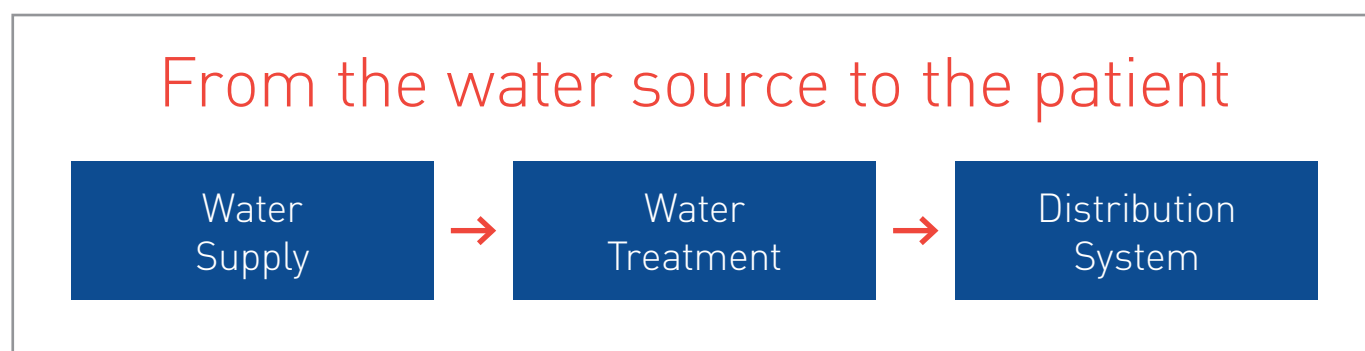 From the water source to the patient
Water
Supply
Water
Treatment
Distribution
System